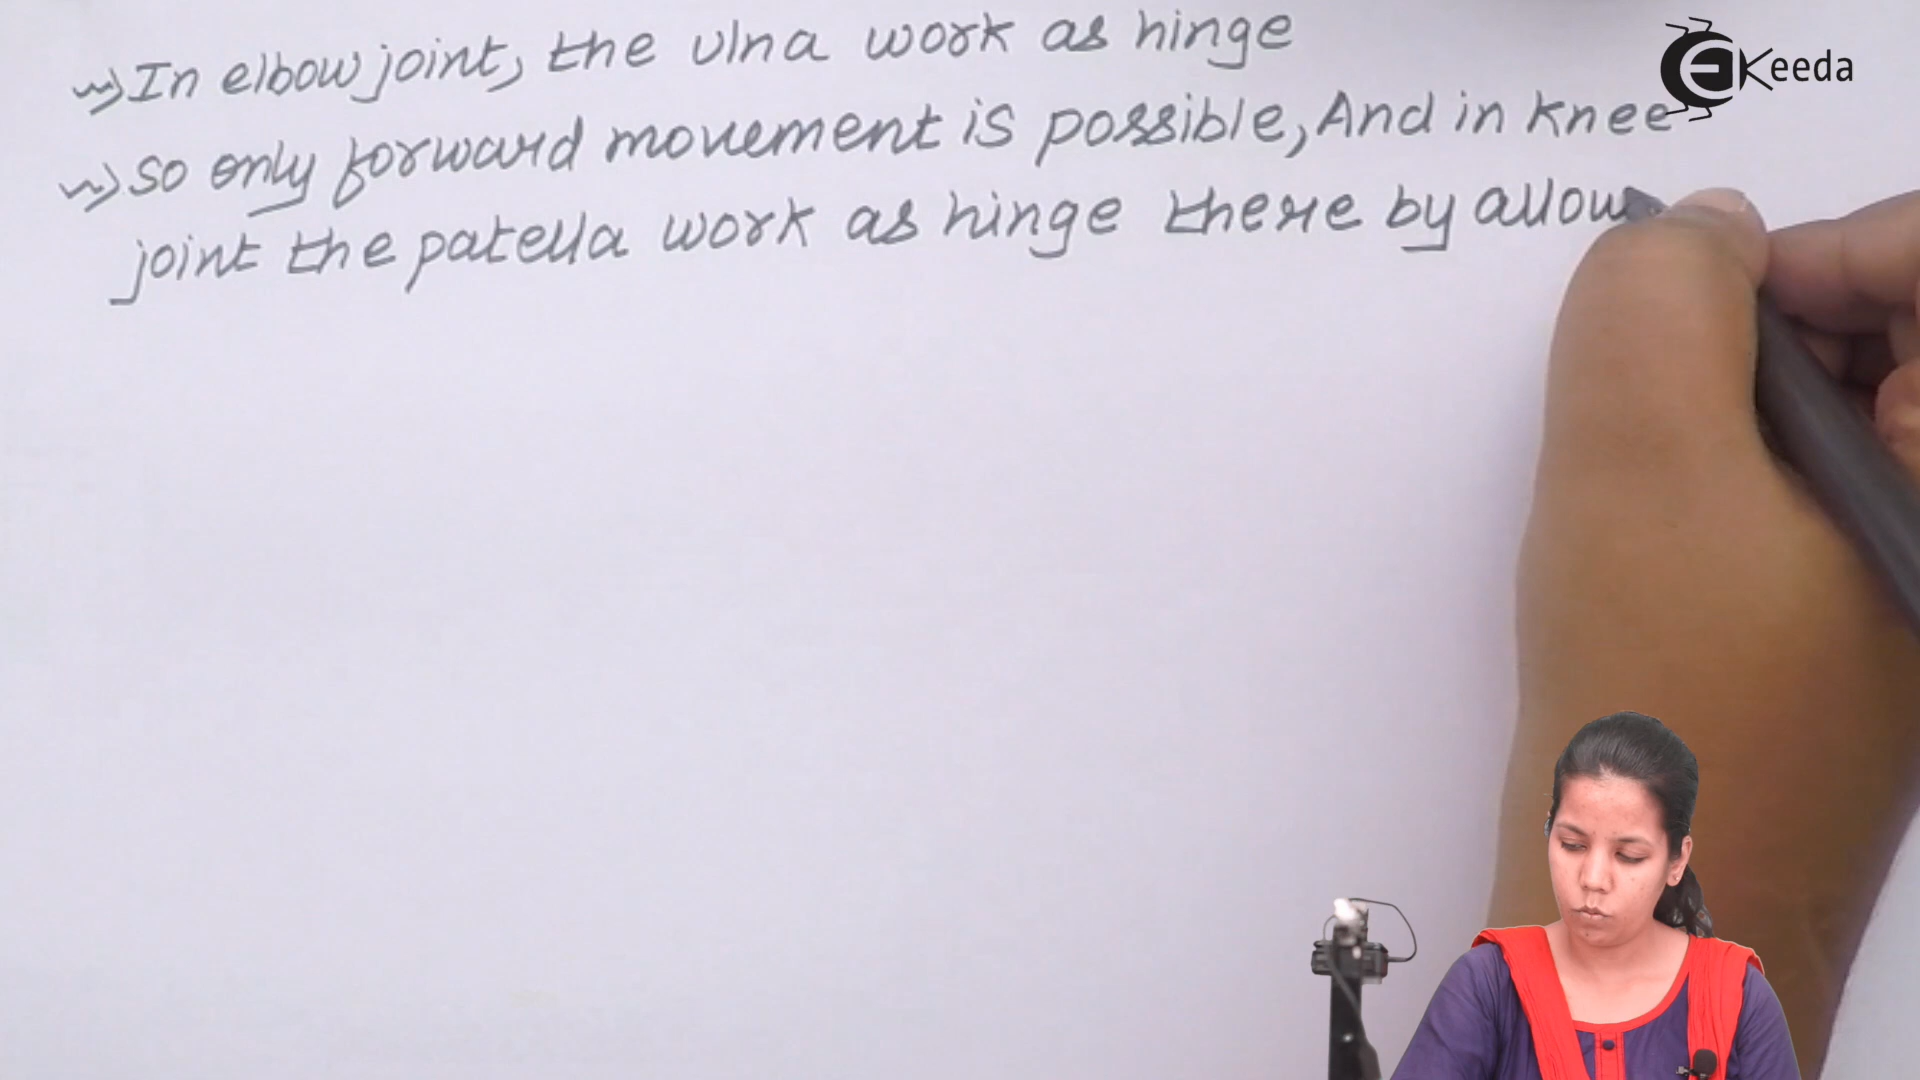 In elbow joint, the ulna work as hinge
so only forward movement is possible, And in knee
joint the patella work as hinge there by allow
EKeeda